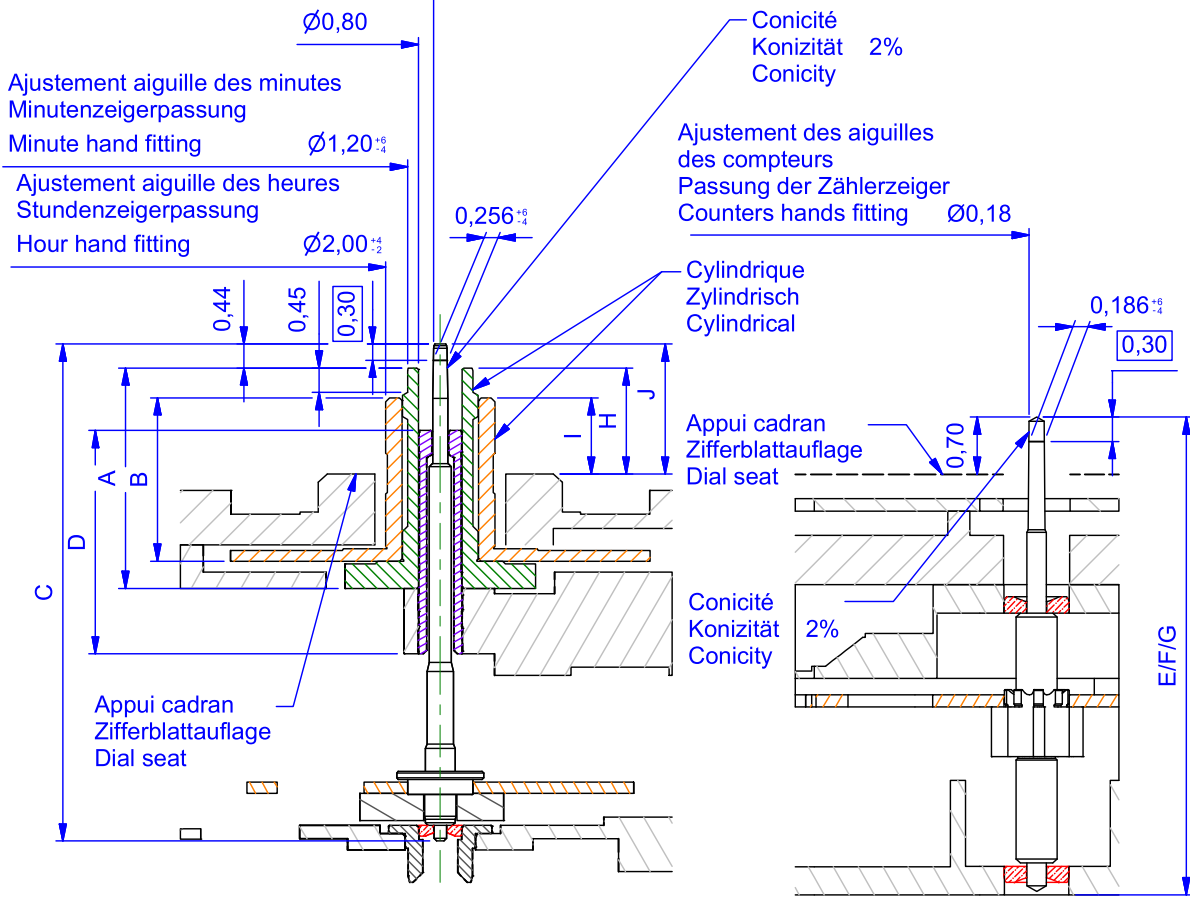 Ø0,80
Ajustement aiguille des minutes
Minutenzeigerpassung
Minute hand fitting Ø1,20 +6 -4
Ajustement aiguille des heures
Stundenzeigerpassung
Hour hand fitting Ø2,00 +4 -2
0,44
0,45
0,30
0,256 +6 -4
Conicité
Konizität 2%
Conicity
Ajustement des aiguilles
des compteurs
Passung der Zählerzeiger
Counters hands fitting Ø0,18
Cylindrique
Zylindrisch
Cylindrical
0,186 +6 -4
0,30
J
H
I
A
B
D
C
Appui cadran
Zifferblattauflage
Dial seat
0,70
Conicité
Konizität 2%
Conicity
E/F/G
Appui cadran
Zifferblattauflage
Dial seat